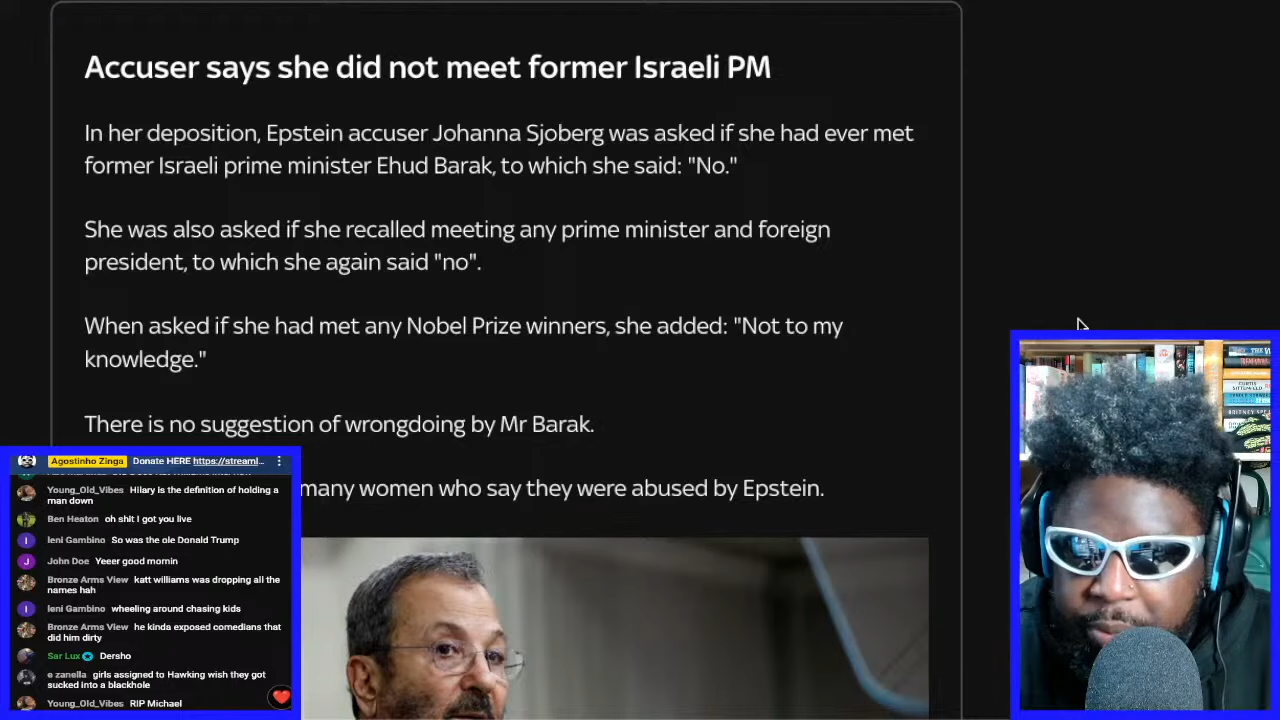 Accuser says she did not meet former Israeli PM
In her deposition, Epstein accuser Johanna Sjoberg was asked if she had ever met
former Israeli prime minister Ehud Barak, to which she said: "No."
She was also asked if she recalled meeting any prime minister and foreign
president, to which she again said "no".
When asked if she had met any Nobel Prize winners, she added: "Not to my
knowledge."
There is no suggestion of wrongdoing by Mr Barak.
many women who say they were abused by Epstein.
Agostinho Zinga Donate HERE https://streaml...
Young_Old_Vibes Hilary is the definition of holding a
man down
Ben Heaton oh shit I got you live
Ieni Gambino So was the ole Donald Trump
John Doe Yeeer good mornin
Bronze Arms View katt williams was dropping all the
names hah
Ieni Gambino wheeling around chasing kids
Bronze Arms View he kinda exposed comedians that
did him dirty
Sar Lux Dersho
e zanella girls assigned to Hawking wish they got
sucked into a blackhole
Young_Old_Vibes RIP Michael
CURTIS
SITTENFELD
BRITNEY